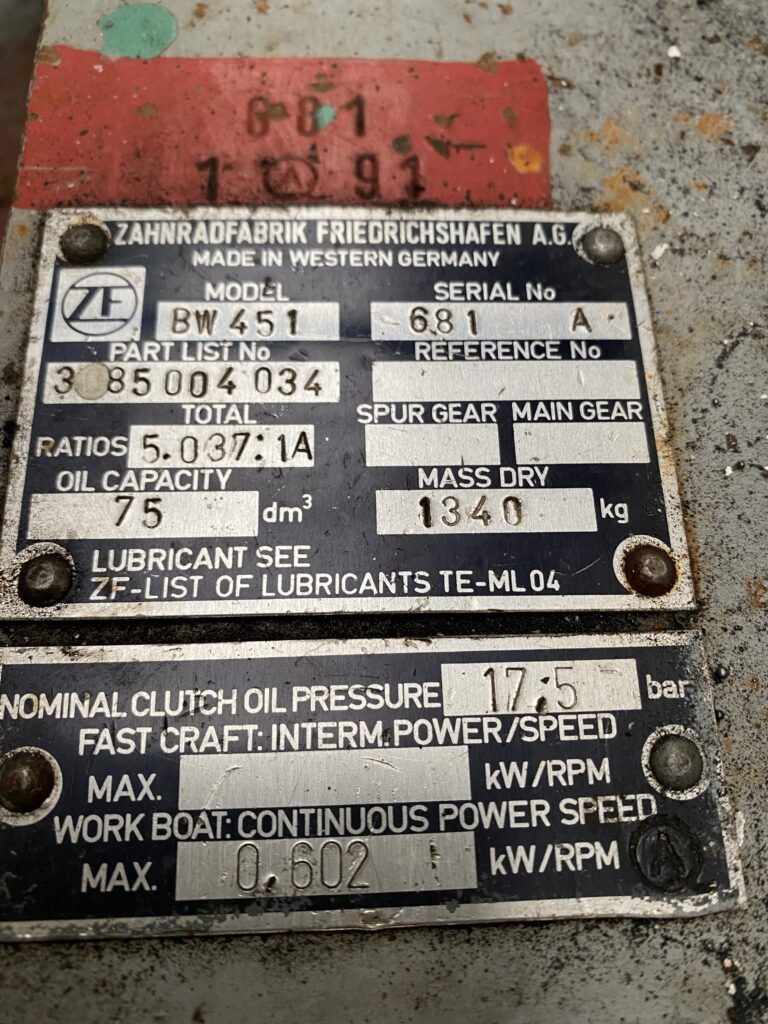 681
1 A 91
ZAHNRADFABRIK FRIEDRICHSHAFEN A.G.
MADE IN WESTERN GERMANY
ZF
MODEL SERIAL No
BW 451 681 A
PART LIST No REFERENCE No
85 004 034
TOTAL SPUR GEAR MAIN GEAR
RATIOS 5.037:1A
OIL CAPACITY MASS DRY
75 dm³ 1340 kg
LUBRICANT SEE
ZF-LIST OF LUBRICANTS TE-ML 04
NOMINAL CLUTCH OIL PRESSURE 17,5 bar
FAST CRAFT: INTERM. POWER/SPEED
MAX. kW/RPM
WORK BOAT: CONTINUOUS POWER SPEED
MAX. 0,602 kW/RPM A